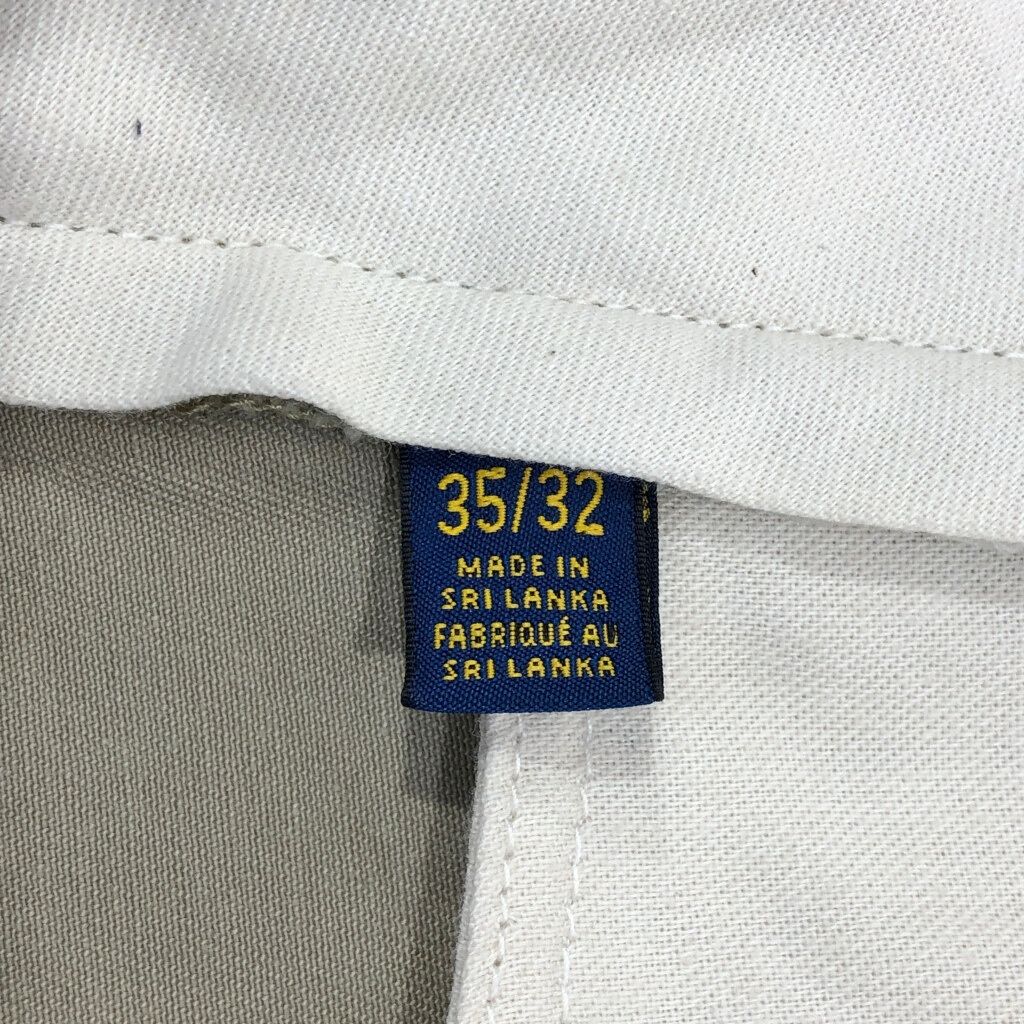 35/32
MADE IN
SRI LANKA
FABRIQUÉ AU
SRI LANKA